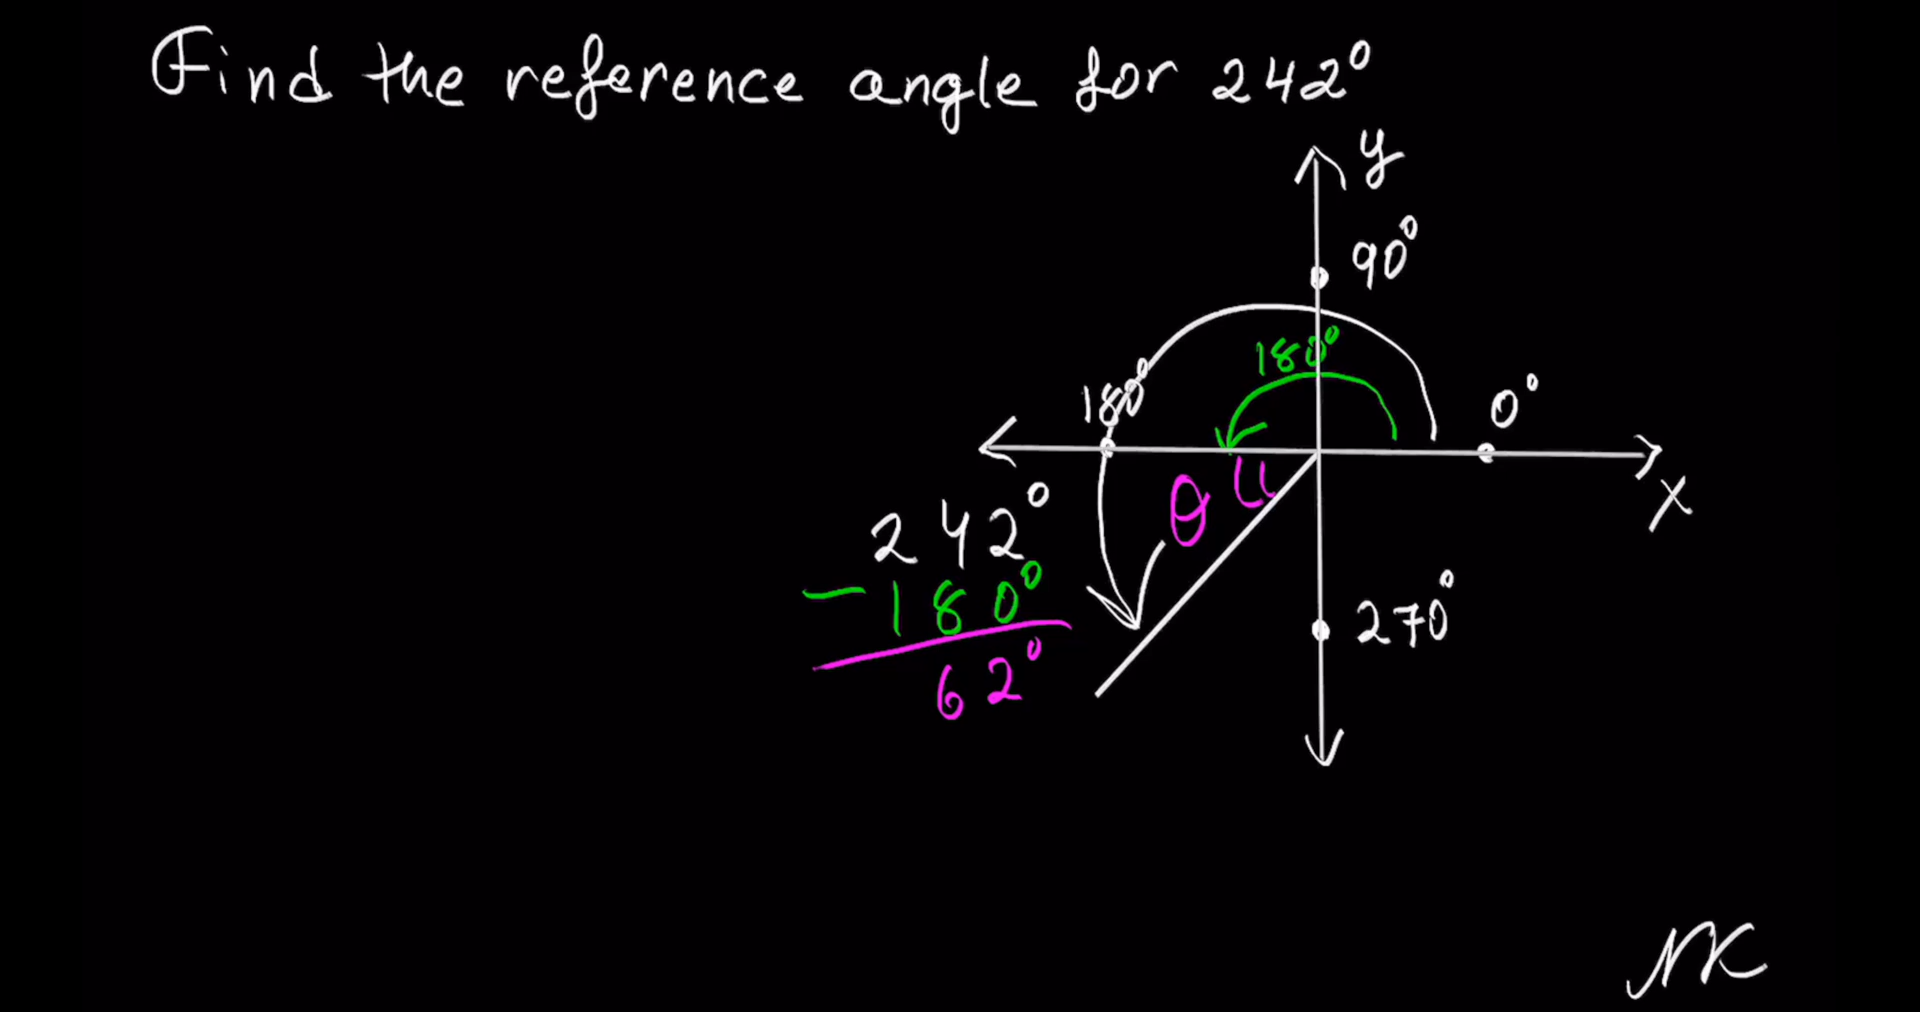 Find the reference angle for 242°
y
90°
180°
180°
0°
x
θ
242°
-180°
62°
270°
NK